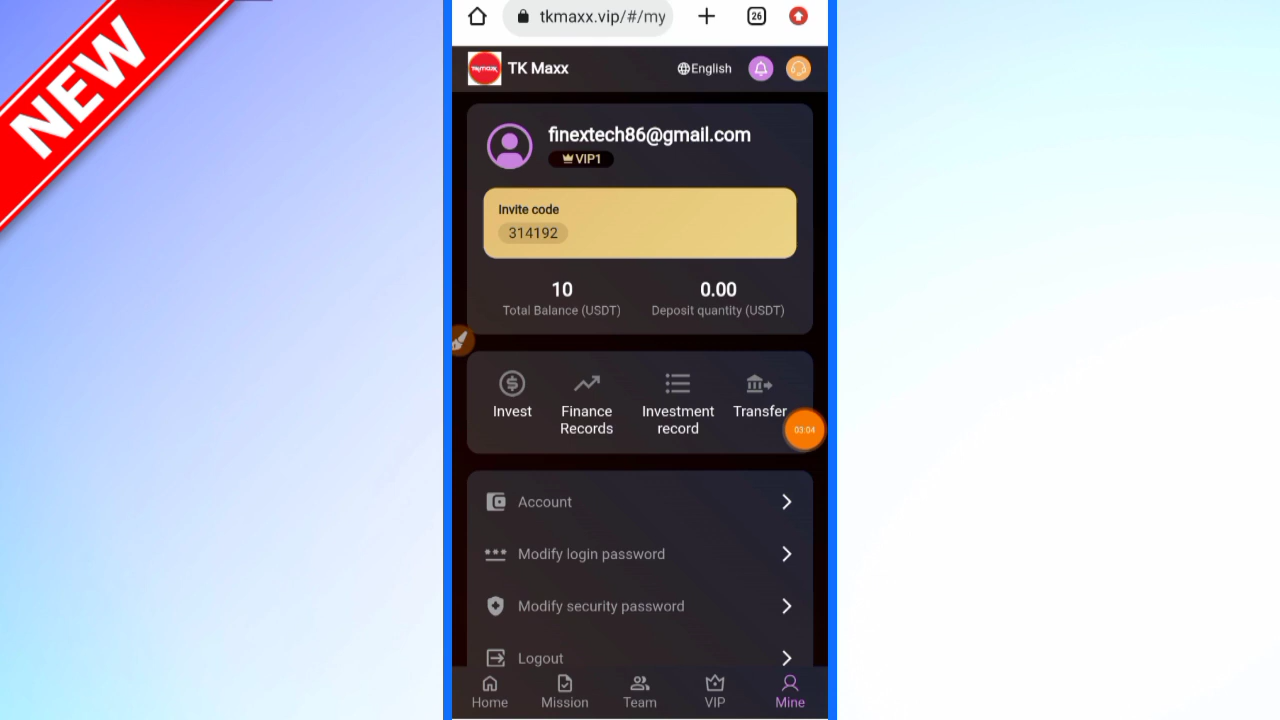 NEW
tkmaxx.vip/#/my
26
TK Maxx
English
finextech86@gmail.com
VIP1
Invite code
314192
10
0.00
Total Balance (USDT)
Deposit quantity (USDT)
Invest
Finance
Records
Investment
record
Transfer
03:04
Account
Modify login password
Modify security password
Logout
Home
Mission
Team
VIP
Mine